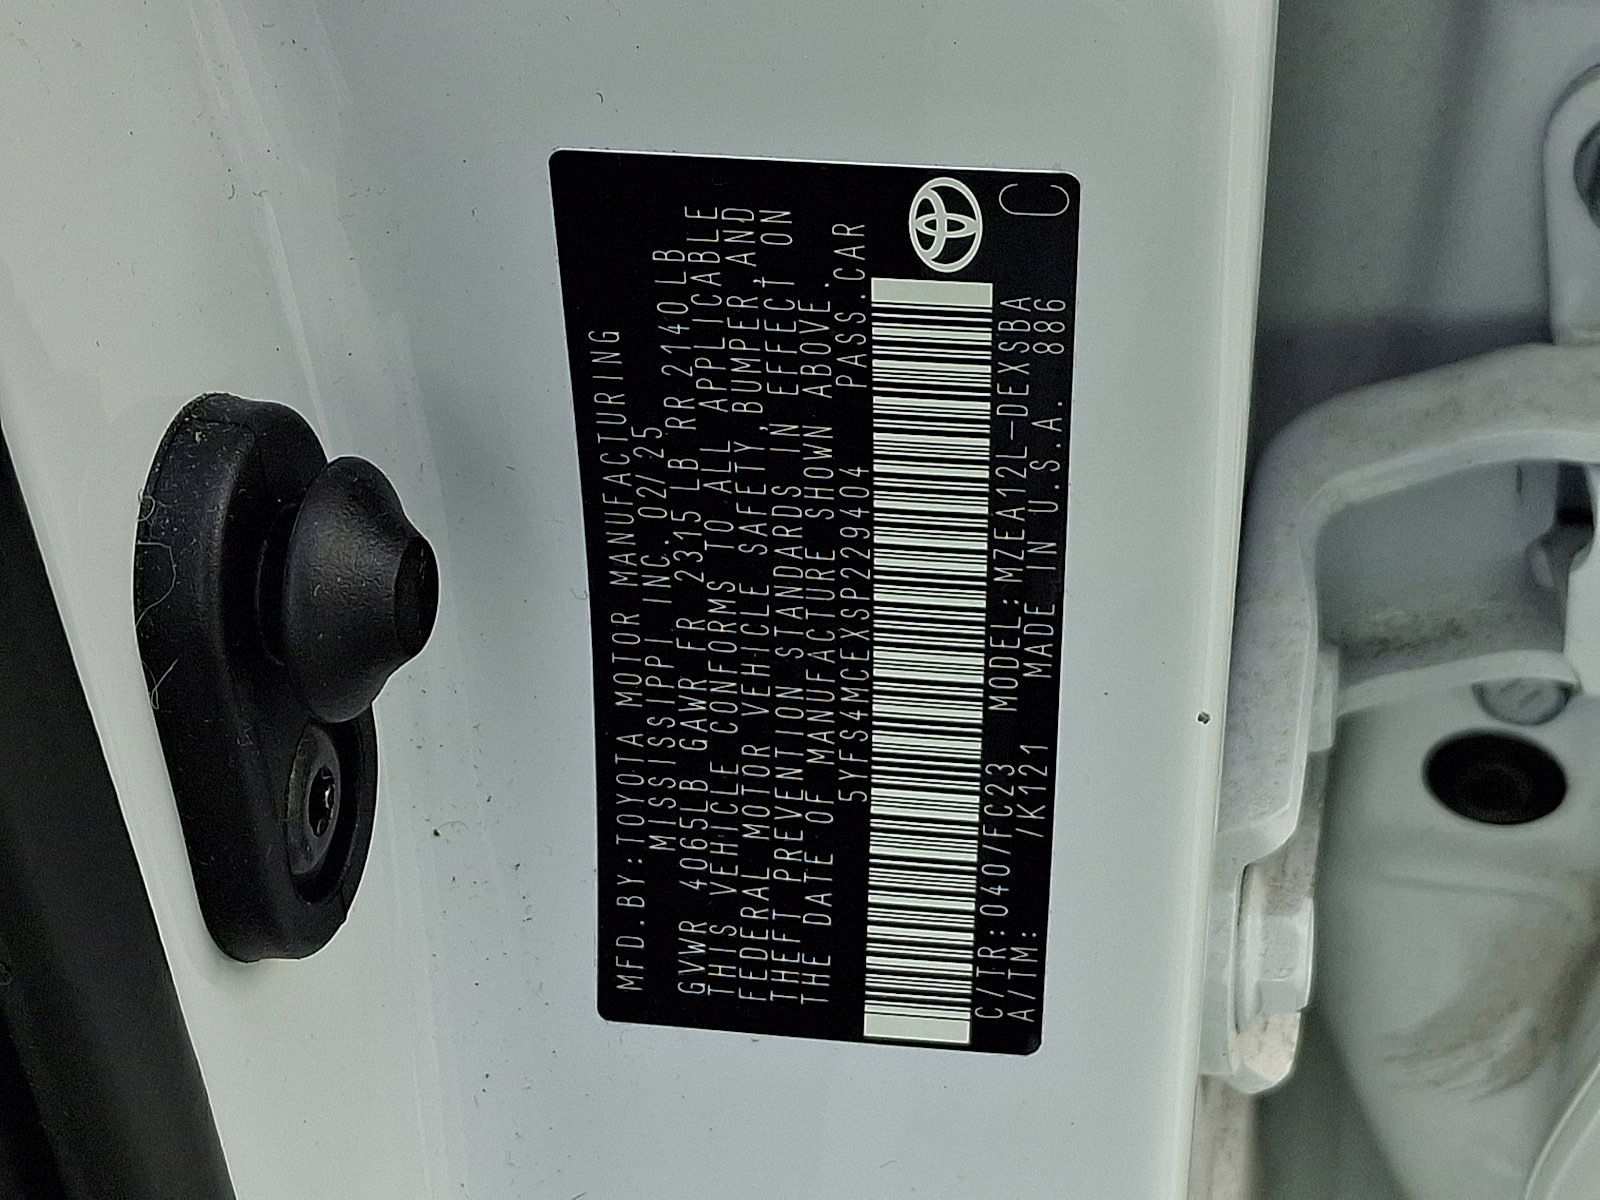 MFD.BY:TOYOTA MOTOR MANUFACTURING
MISSISSIPPI INC. 02/25
GVWR 4065LB GAWR FR 2315LB RR 2140LB
THIS VEHICLE CONFORMS TO ALL APPLICABLE
FEDERAL MOTOR VEHICLE SAFETY, BUMPER, AND
THEFT PREVENTION STANDARDS IN EFFECT ON
THE DATE OF MANUFACTURE SHOWN ABOVE.
5YFS4MCEXSP229404 PASS.CAR
C/TR:040/FC23 MODEL:MZEA12L-DEXSBA
A/TM: /K121 MADE IN U.S.A. 886
C